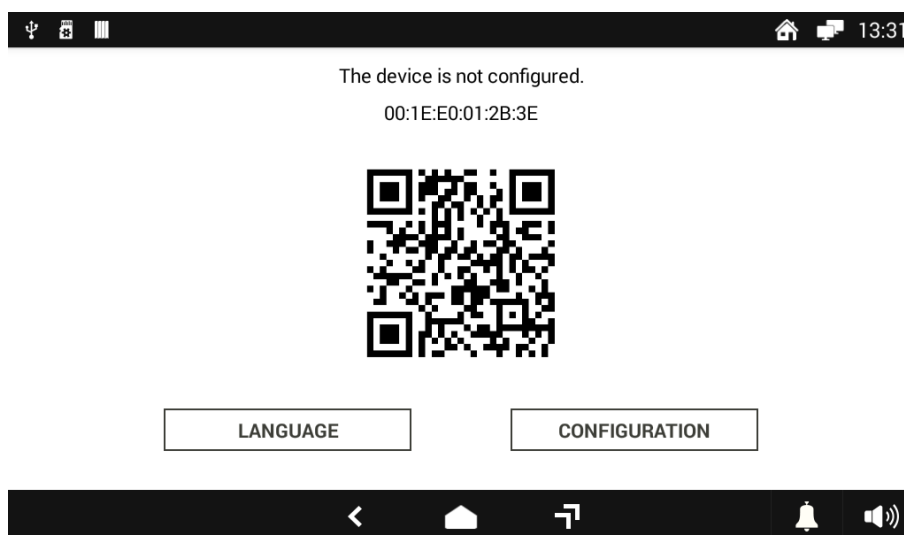 13:31
The device is not configured.
00:1E:E0:01:2B:3E
LANGUAGE
CONFIGURATION